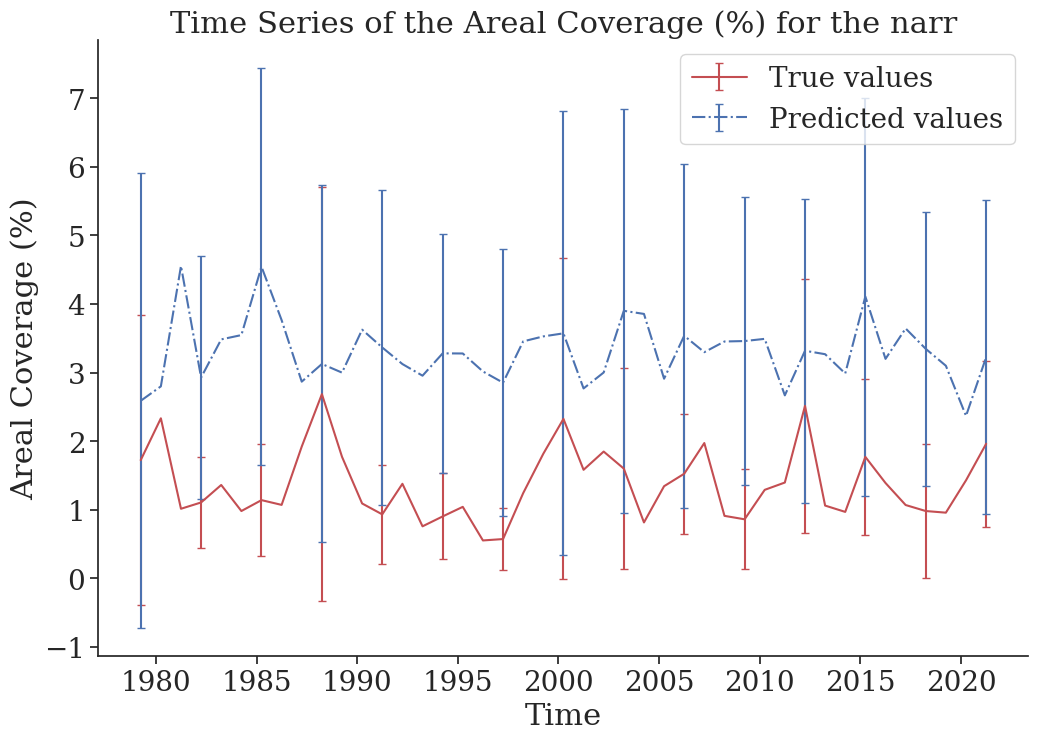 Time Series of the Areal Coverage (%) for the narr
True values
Predicted values
Areal Coverage (%)
7
6
5
4
3
2
1
0
−1
1980 1985 1990 1995 2000 2005 2010 2015 2020
Time